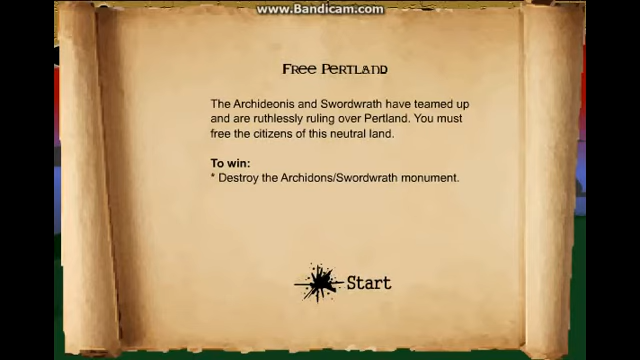 www.Bandicam.com
Free Pertland
The Archideonis and Swordwrath have teamed up
and are ruthlessly ruling over Pertland. You must
free the citizens of this neutral land.
To win:
* Destroy the Archidons/Swordwrath monument.
Start